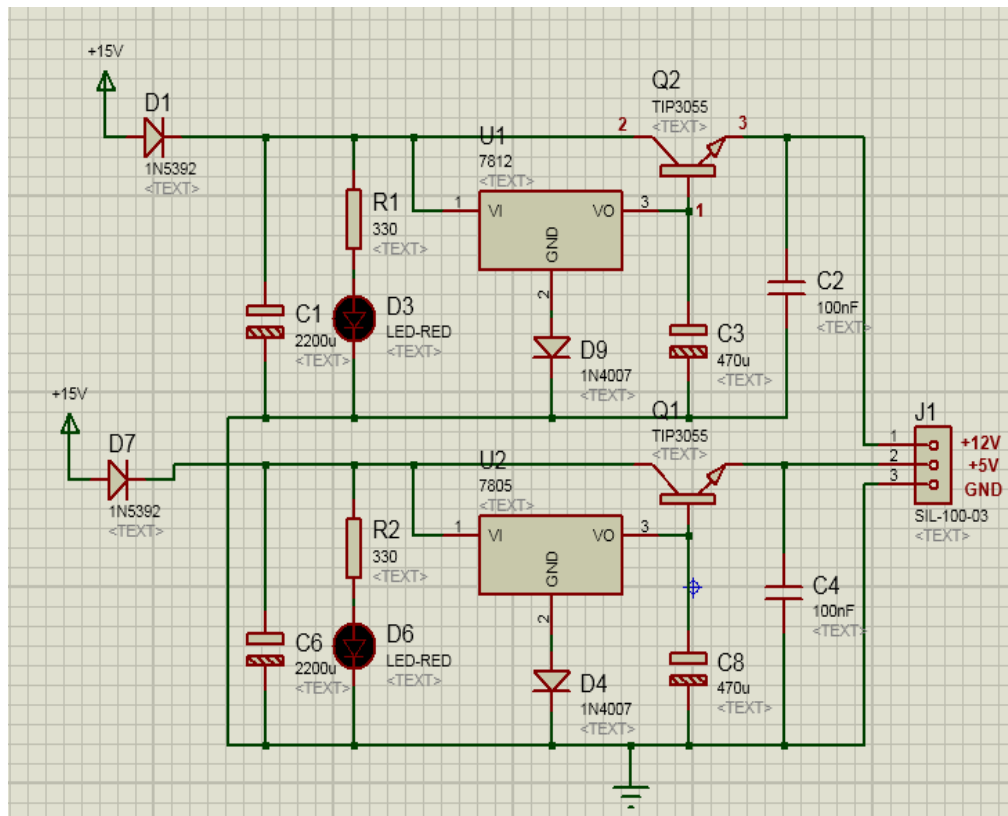 +15V
D1
1N5392
<TEXT>
R1
330
<TEXT>
C1
2200u
<TEXT>
D3
LED-RED
<TEXT>
U1
7812
<TEXT>
1
VI
VO
3
GND
2
D9
1N4007
<TEXT>
Q2
TIP3055
<TEXT>
2
3
1
C3
470u
<TEXT>
C2
100nF
<TEXT>
+15V
D7
1N5392
<TEXT>
R2
330
<TEXT>
C6
2200u
<TEXT>
D6
LED-RED
<TEXT>
U2
7805
<TEXT>
1
VI
VO
3
GND
2
D4
1N4007
<TEXT>
Q1
TIP3055
<TEXT>
C8
470u
<TEXT>
C4
100nF
<TEXT>
J1
1
+12V
2
+5V
3
GND
SIL-100-03
<TEXT>